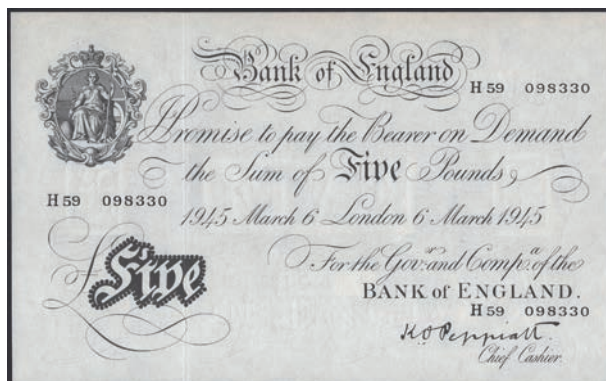 Bank of England
H59 098330
I Promise to pay the Bearer on Demand
the Sum of Five Pounds
H59 098330
1945 March 6 London 6 March 1945
£Five
For the Gov.r and Comp.a of the
BANK of ENGLAND.
H59 098330
K O Peppiatt.
Chief Cashier.